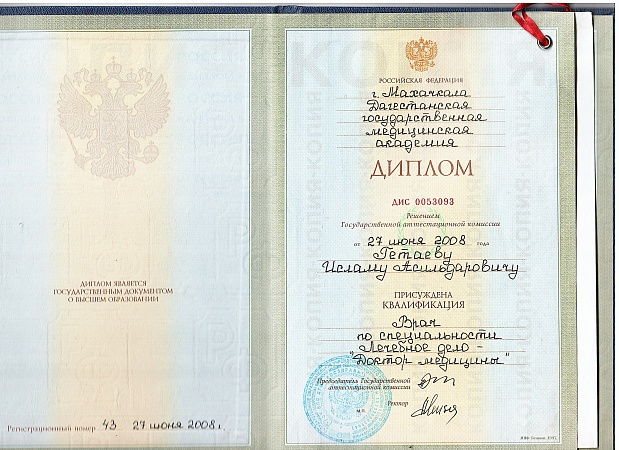 ДИПЛОМ ЯВЛЯЕТСЯ
ГОСУДАРСТВЕННЫМ ДОКУМЕНТОМ
О ВЫСШЕМ ОБРАЗОВАНИИ
Регистрационный номер 43 27 июня 2008г.
РОССИЙСКАЯ ФЕДЕРАЦИЯ
г. Махачкала
Дагестанская
государственная
медицинская
академия
ДИПЛОМ
ДИС 0053093
Решением
Государственной аттестационной комиссии
от 27 июня 2008 года
Гетаеву
Исламу Асильдаровичу
ПРИСУЖДЕНА
КВАЛИФИКАЦИЯ
Врач
по специальности
Лечебное дело -
"Доктор медицины"
Председатель Государственной
аттестационной комиссии
Ректор
М.П.